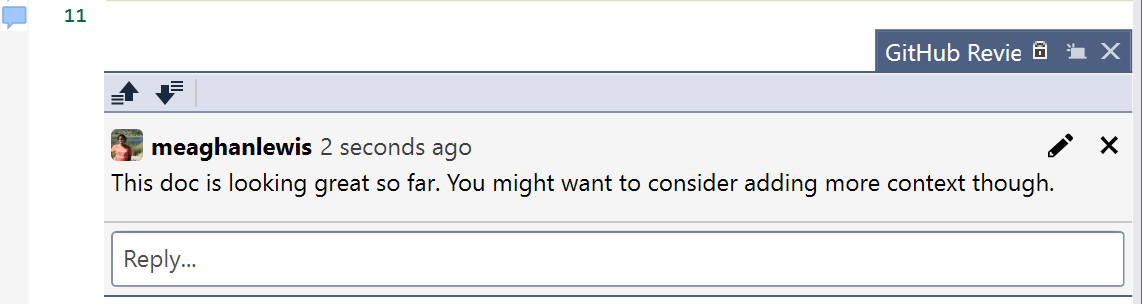 11
GitHub Revie
meaghanlewis 2 seconds ago
This doc is looking great so far. You might want to consider adding more context though.
Reply...